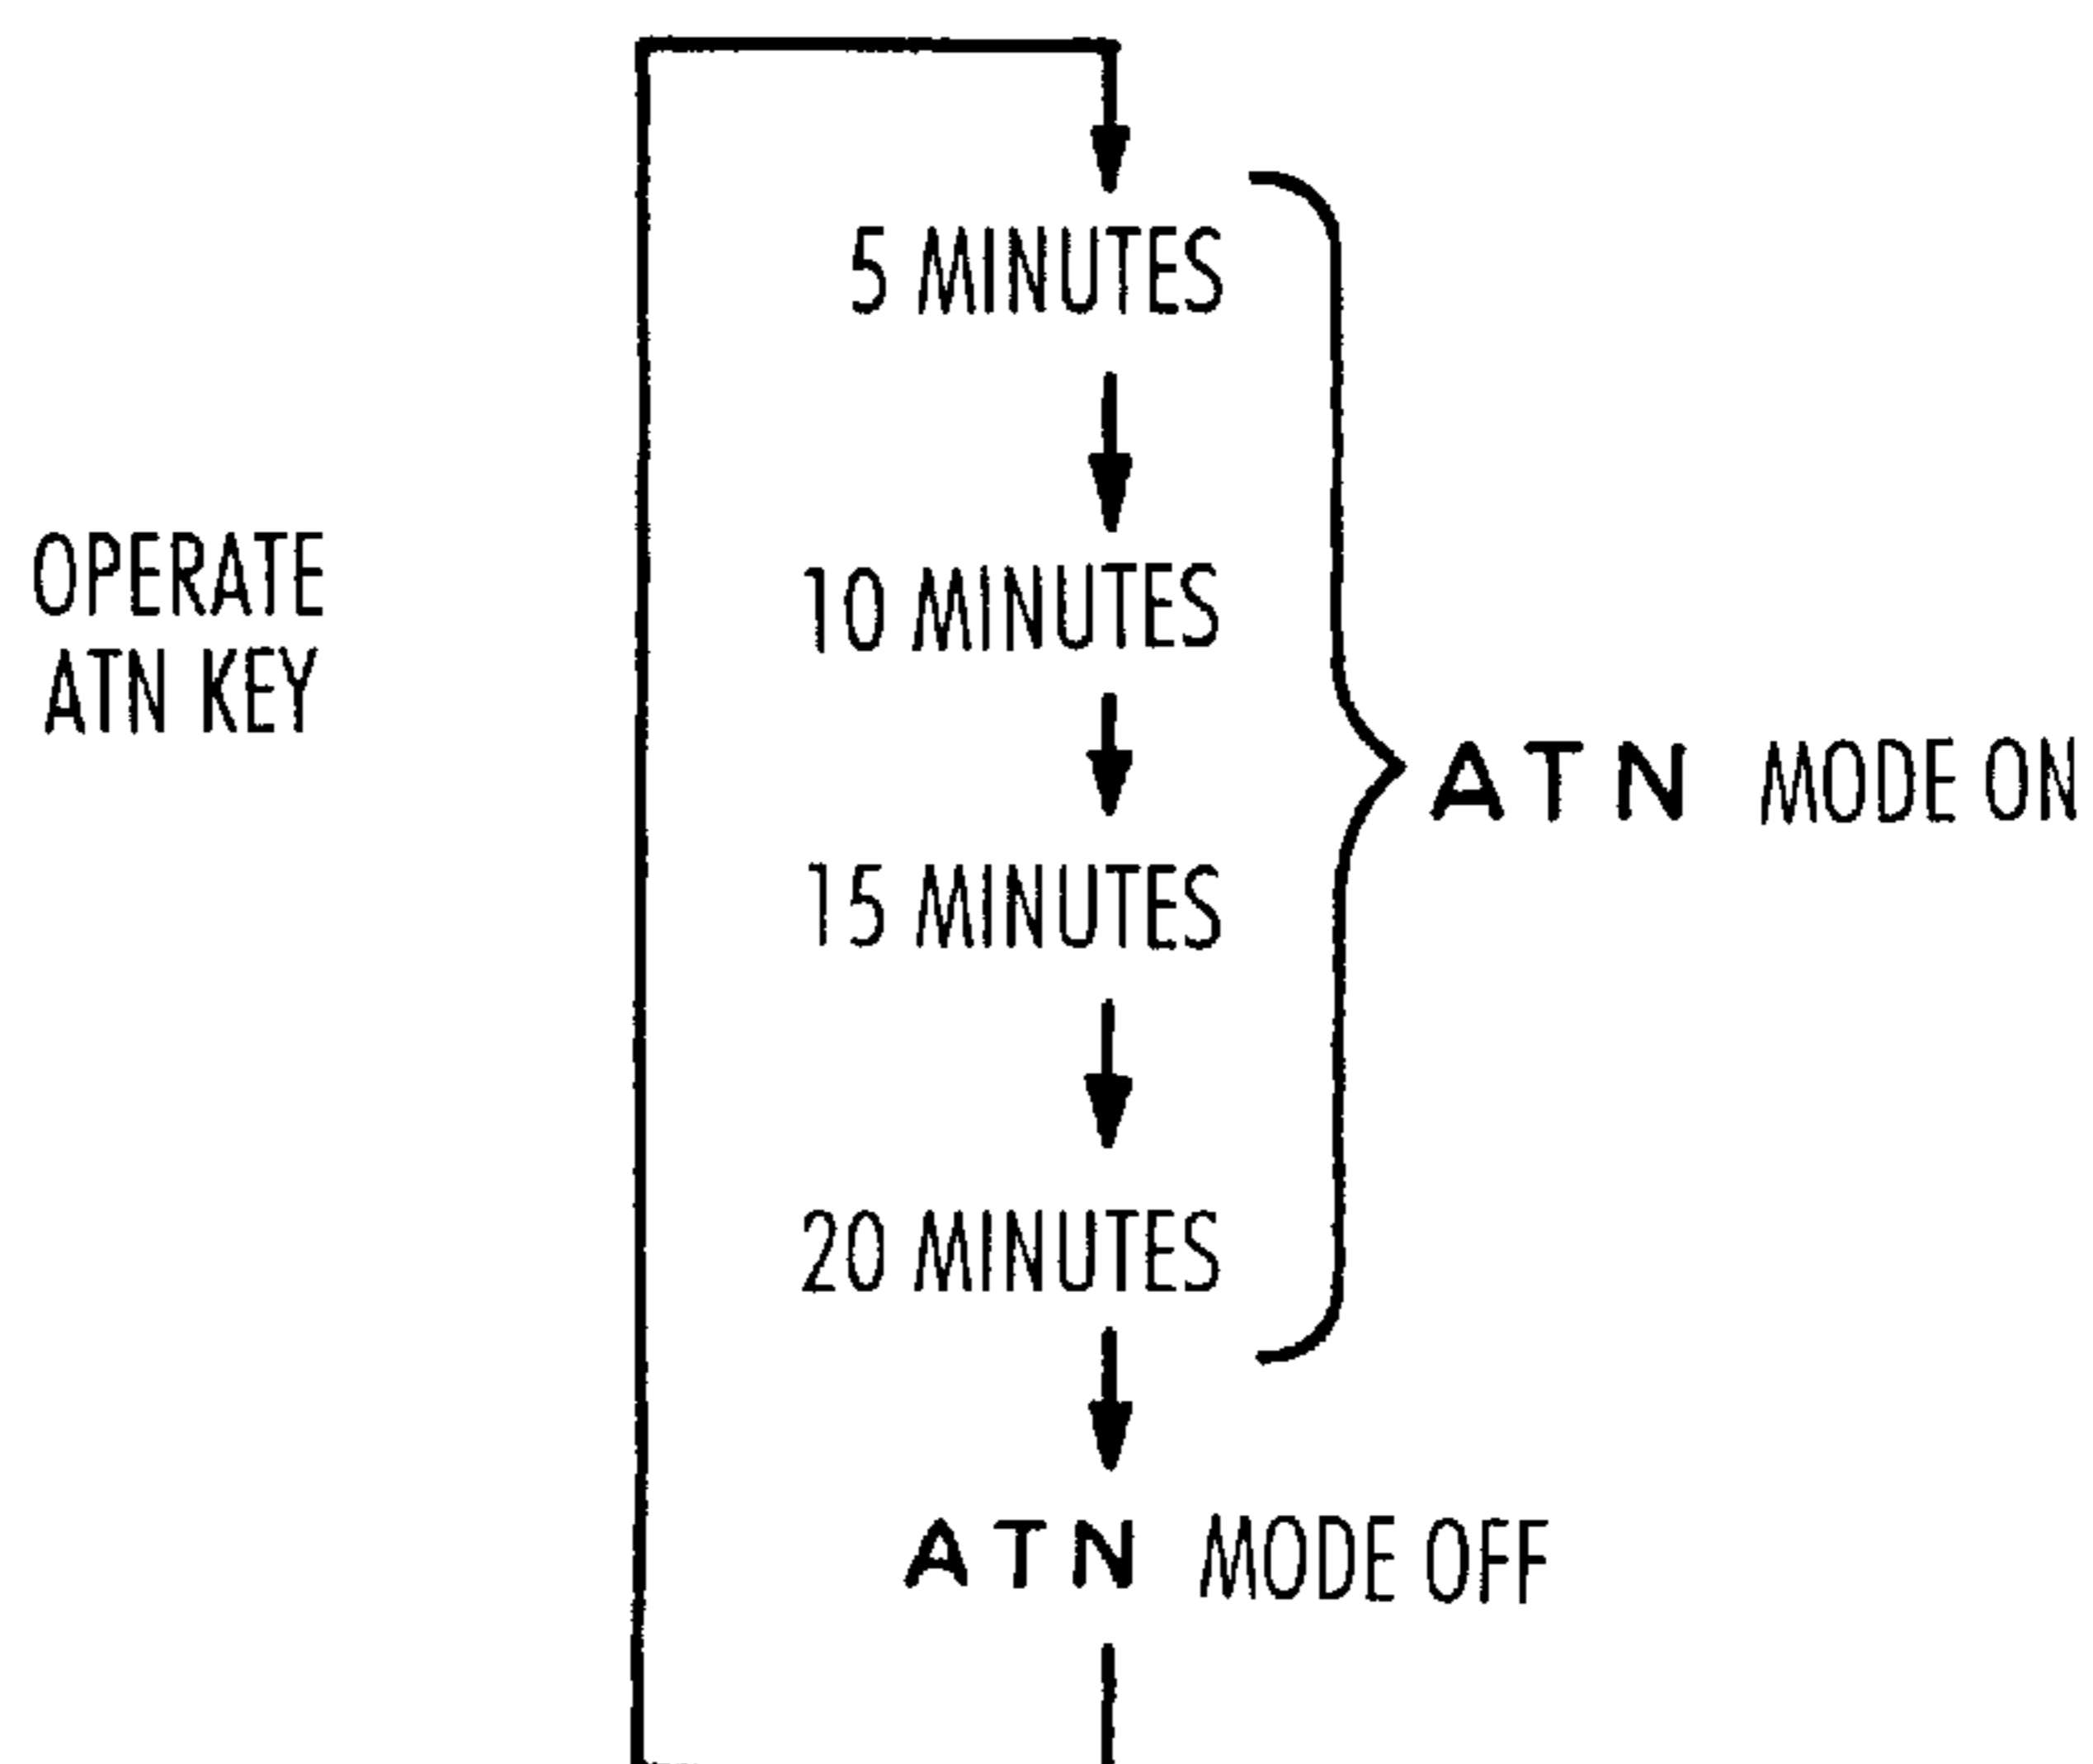 5 MINUTES
10 MINUTES
OPERATE
ATN KEY
ATN MODE ON
15 MINUTES
20 MINUTES
ATN MODE OFF